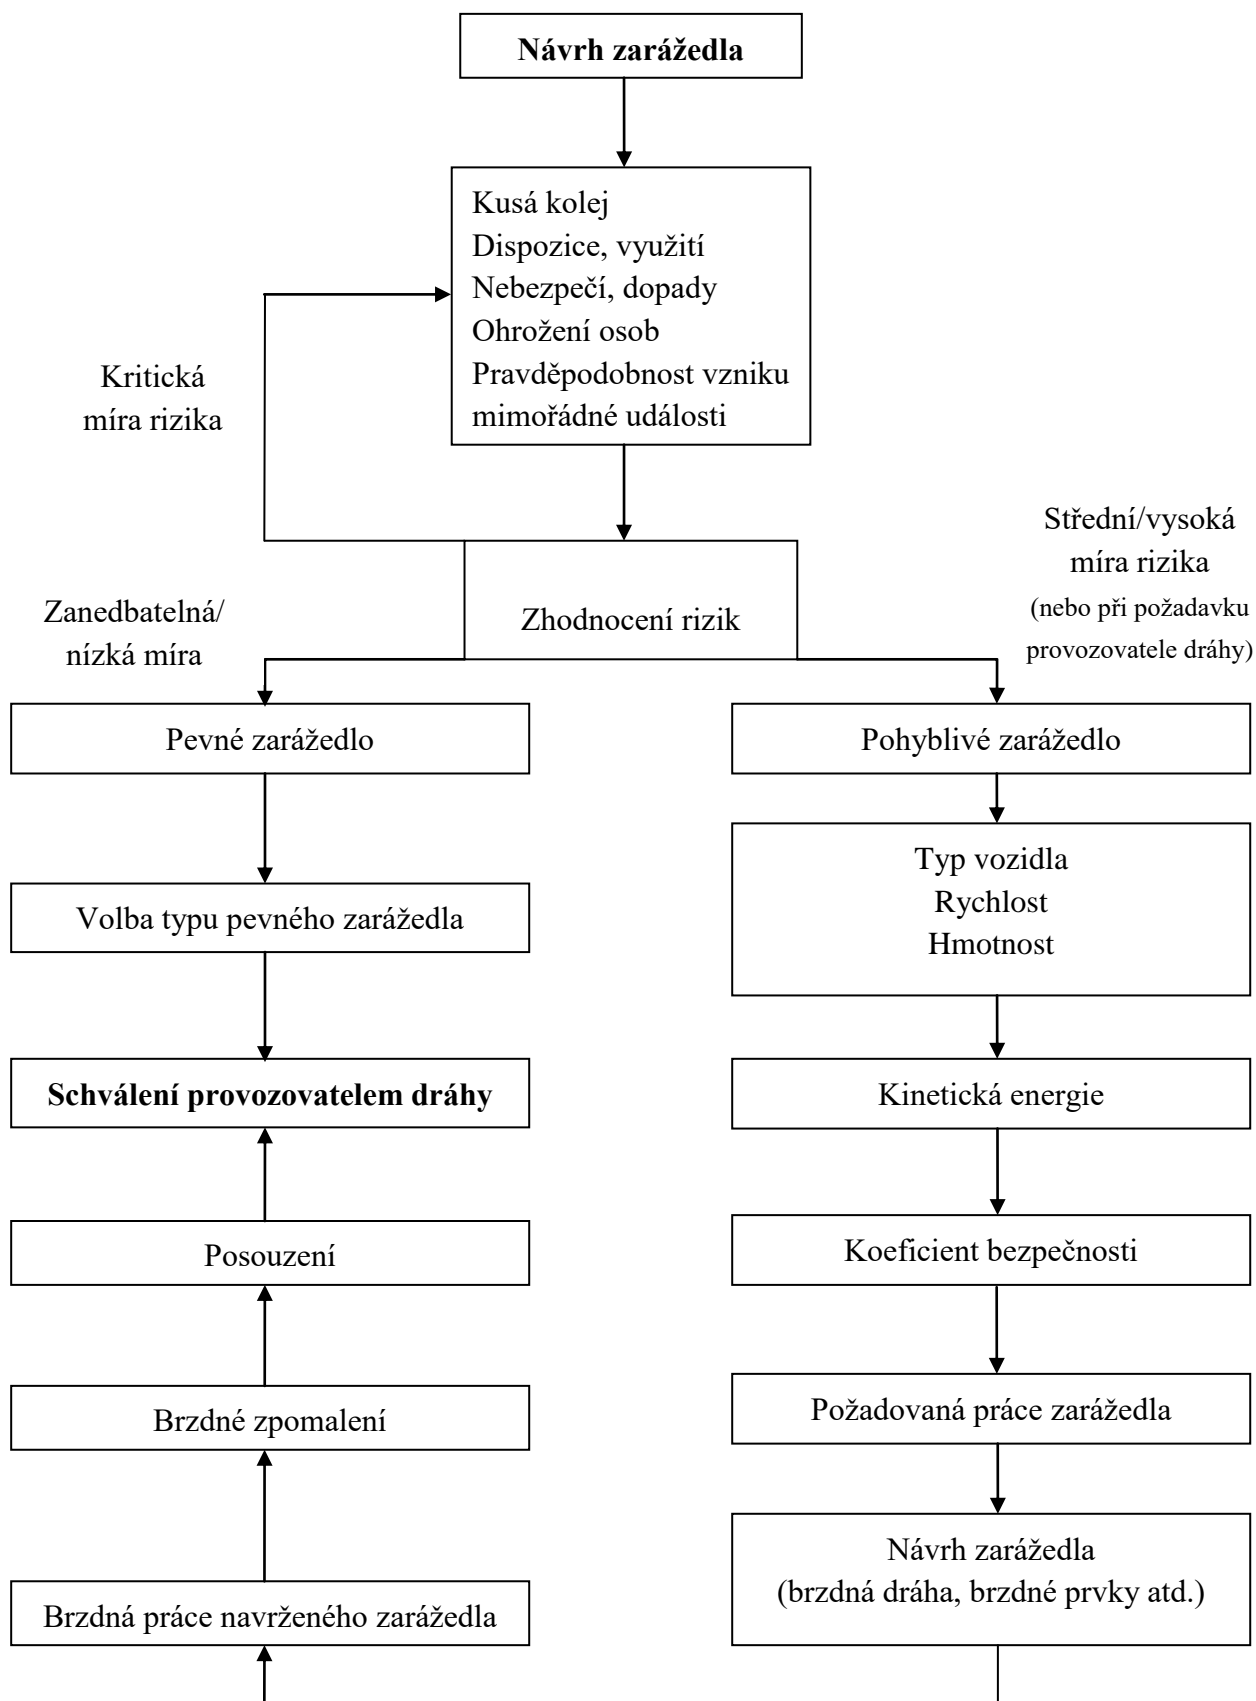 Návrh zarážedla
Kusá kolej
Dispozice, využití
Nebezpečí, dopady
Ohrožení osob
Pravděpodobnost vzniku
mimořádné události
Kritická
míra rizika
Střední/vysoká
míra rizika
(nebo při požadavku
provozovatele dráhy)
Zanedbatelná/
nízká míra
Zhodnocení rizik
Pevné zarážedlo
Pohyblivé zarážedlo
Typ vozidla
Rychlost
Hmotnost
Volba typu pevného zarážedla
Schválení provozovatelem dráhy
Kinetická energie
Posouzení
Koeficient bezpečnosti
Brzdné zpomalení
Požadovaná práce zarážedla
Návrh zarážedla
(brzdná dráha, brzdné prvky atd.)
Brzdná práce navrženého zarážedla